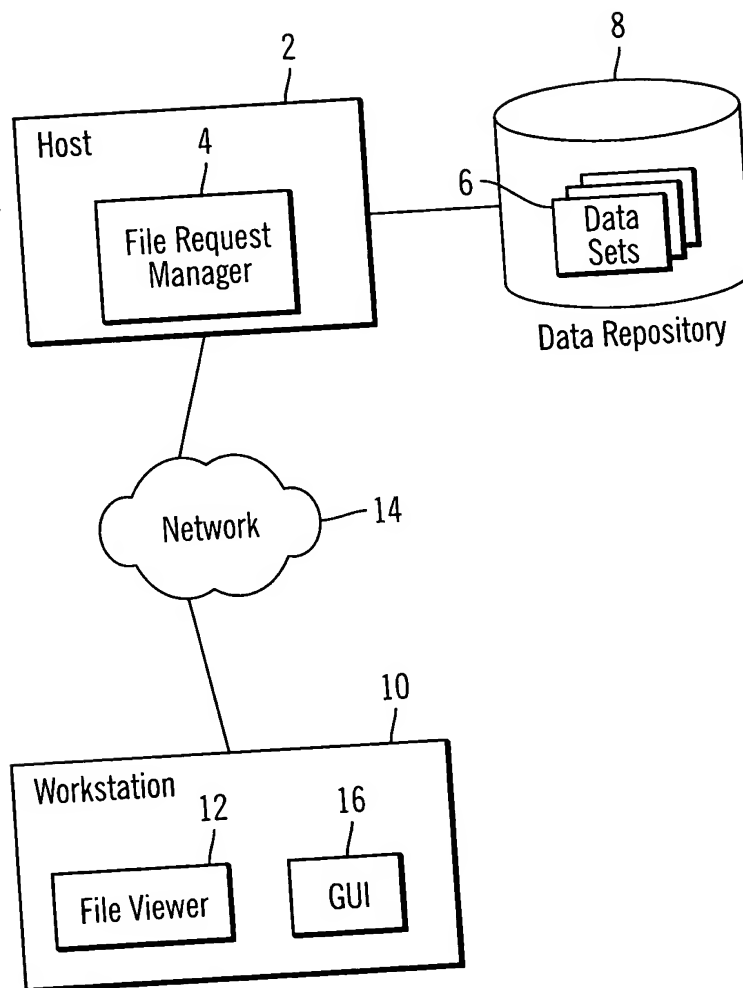 2
8
Host
4
File Request
Manager
6
Data
Sets
Data Repository
Network
14
10
Workstation
12
16
File Viewer
GUI